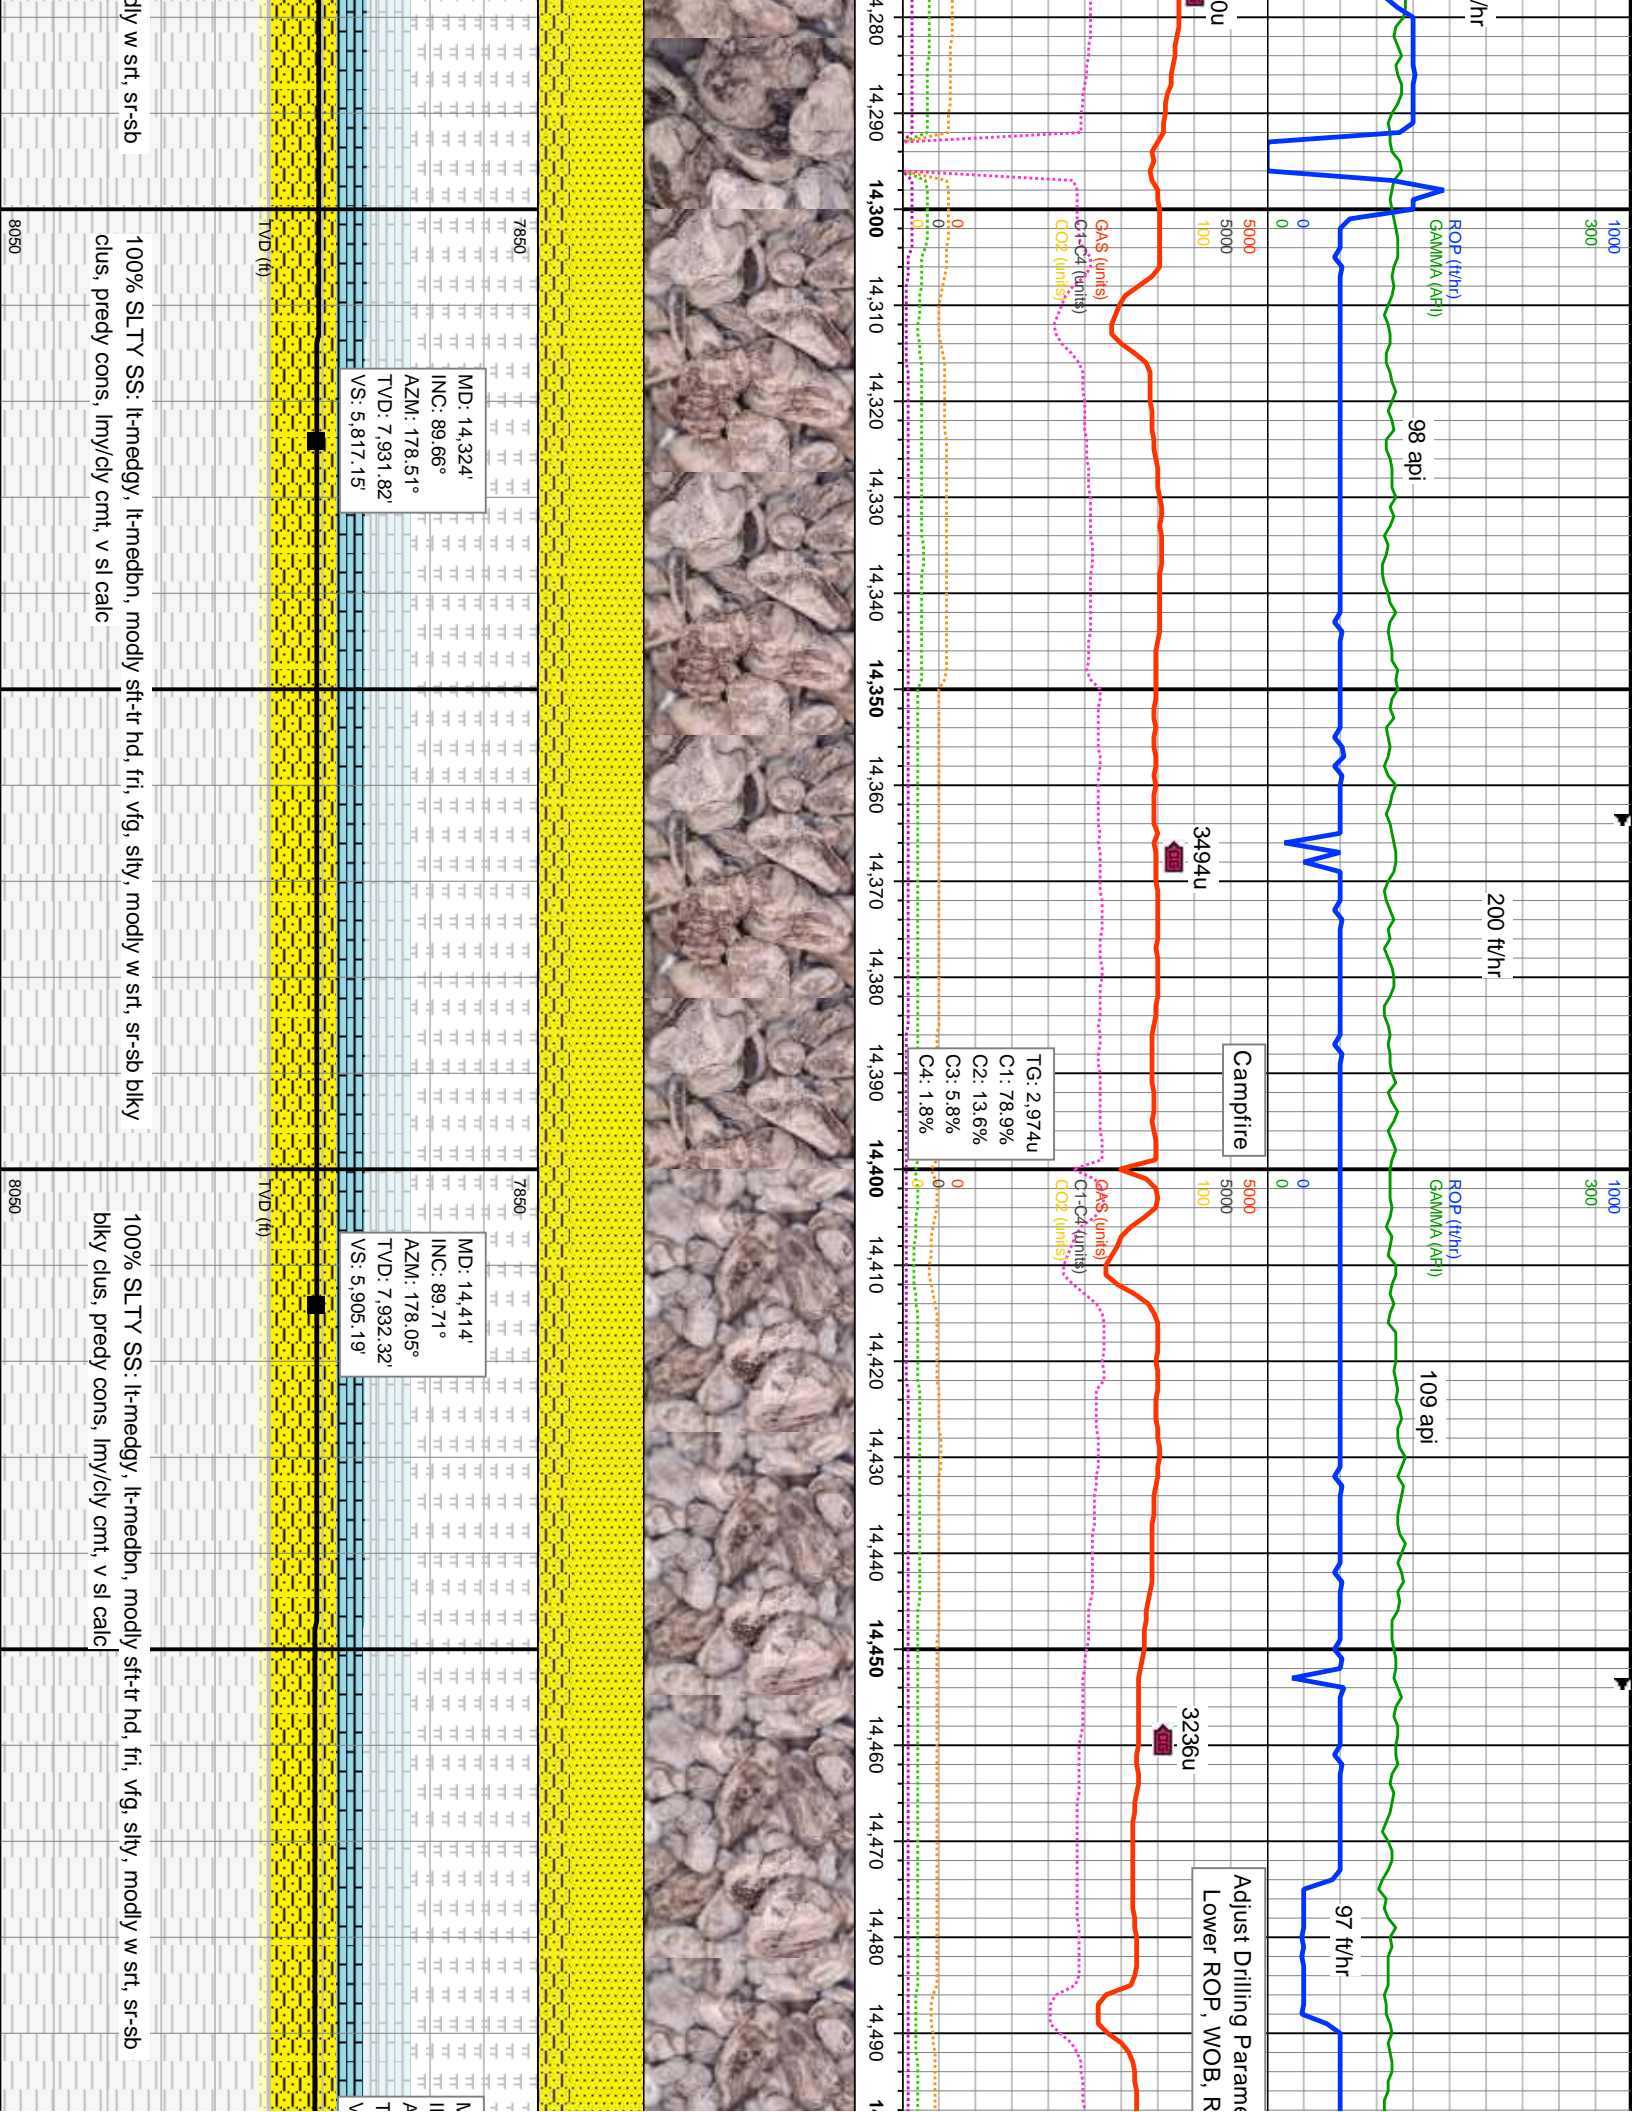 /hr
0u
1000
300
ROP (ft/hr)
GAMMA (API)
0
0
5000
5000
100
GAS (units)
C1-C4 (units)
CO2 (units)
0
0
0
98 api
200 ft/hr
3494u
Campfire
TG: 2,974u
C1: 78.9%
C2: 13.6%
C3: 5.8%
C4: 1.8%
1000
300
ROP (ft/hr)
GAMMA (API)
0
0
5000
5000
100
GAS (units)
C1-C4 (units)
CO2 (units)
0
0
0
109 api
3236u
97 ft/hr
Adjust Drilling Parame
Lower ROP, WOB, R
14,280
14,290
14,300
14,310
14,320
14,330
14,340
14,350
14,360
14,370
14,380
14,390
14,400
14,410
14,420
14,430
14,440
14,450
14,460
14,470
14,480
14,490
7850
TVD (ft)
8050
MD: 14,324'
INC: 89.66°
AZM: 178.51°
TVD: 7,931.82'
VS: 5,817.15'
dly w srt, sr-sb
100% SLTY SS: lt-medgy, lt-medbn, modly sft-tr hd, fri, vfg, slty, modly w srt, sr-sb blky
clus, predy cons, lmy/cly cmt, v sl calc
7850
TVD (ft)
8050
MD: 14,414'
INC: 89.71°
AZM: 178.05°
TVD: 7,932.32'
VS: 5,905.19'
100% SLTY SS: lt-medgy, lt-medbn, modly sft-tr hd, fri, vfg, slty, modly w srt, sr-sb
blky clus, predy cons, lmy/cly cmt, v sl calc